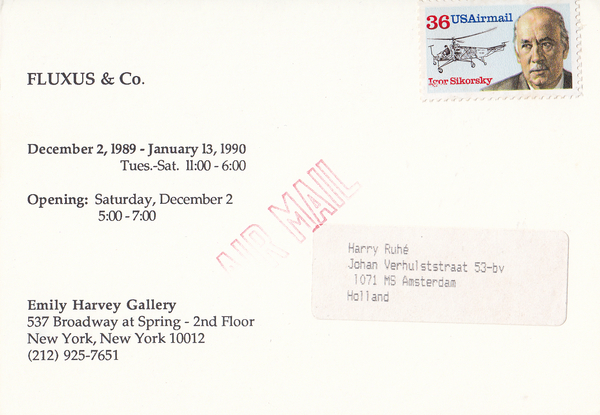 FLUXUS & Co.
36 USAirmail
Igor Sikorsky
December 2, 1989 - January 13, 1990
Tues.-Sat. 11:00 - 6:00
Opening: Saturday, December 2
5:00 - 7:00
AIR MAIL
Harry Ruhé
Johan Verhulststraat 53-bv
1071 MS Amsterdam
Holland
Emily Harvey Gallery
537 Broadway at Spring - 2nd Floor
New York, New York 10012
(212) 925-7651